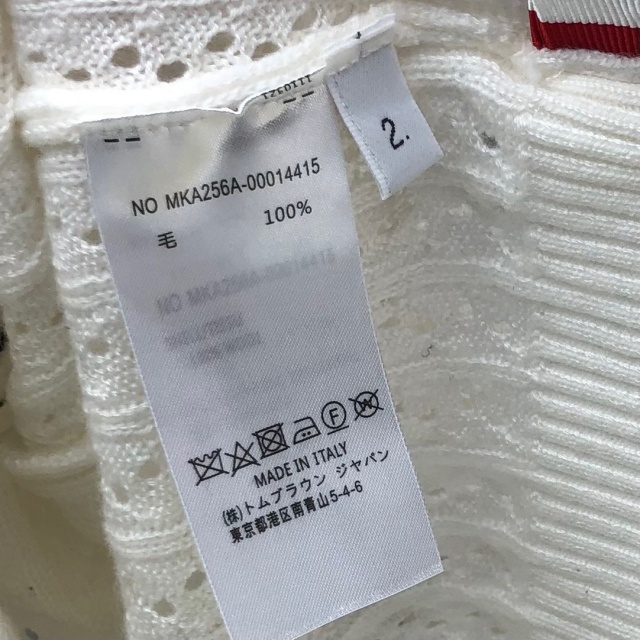 2.
NO MKA256A-00014415
毛 100%
MADE IN ITALY
(株)トムブラウン ジャパン
東京都港区南青山5-4-6